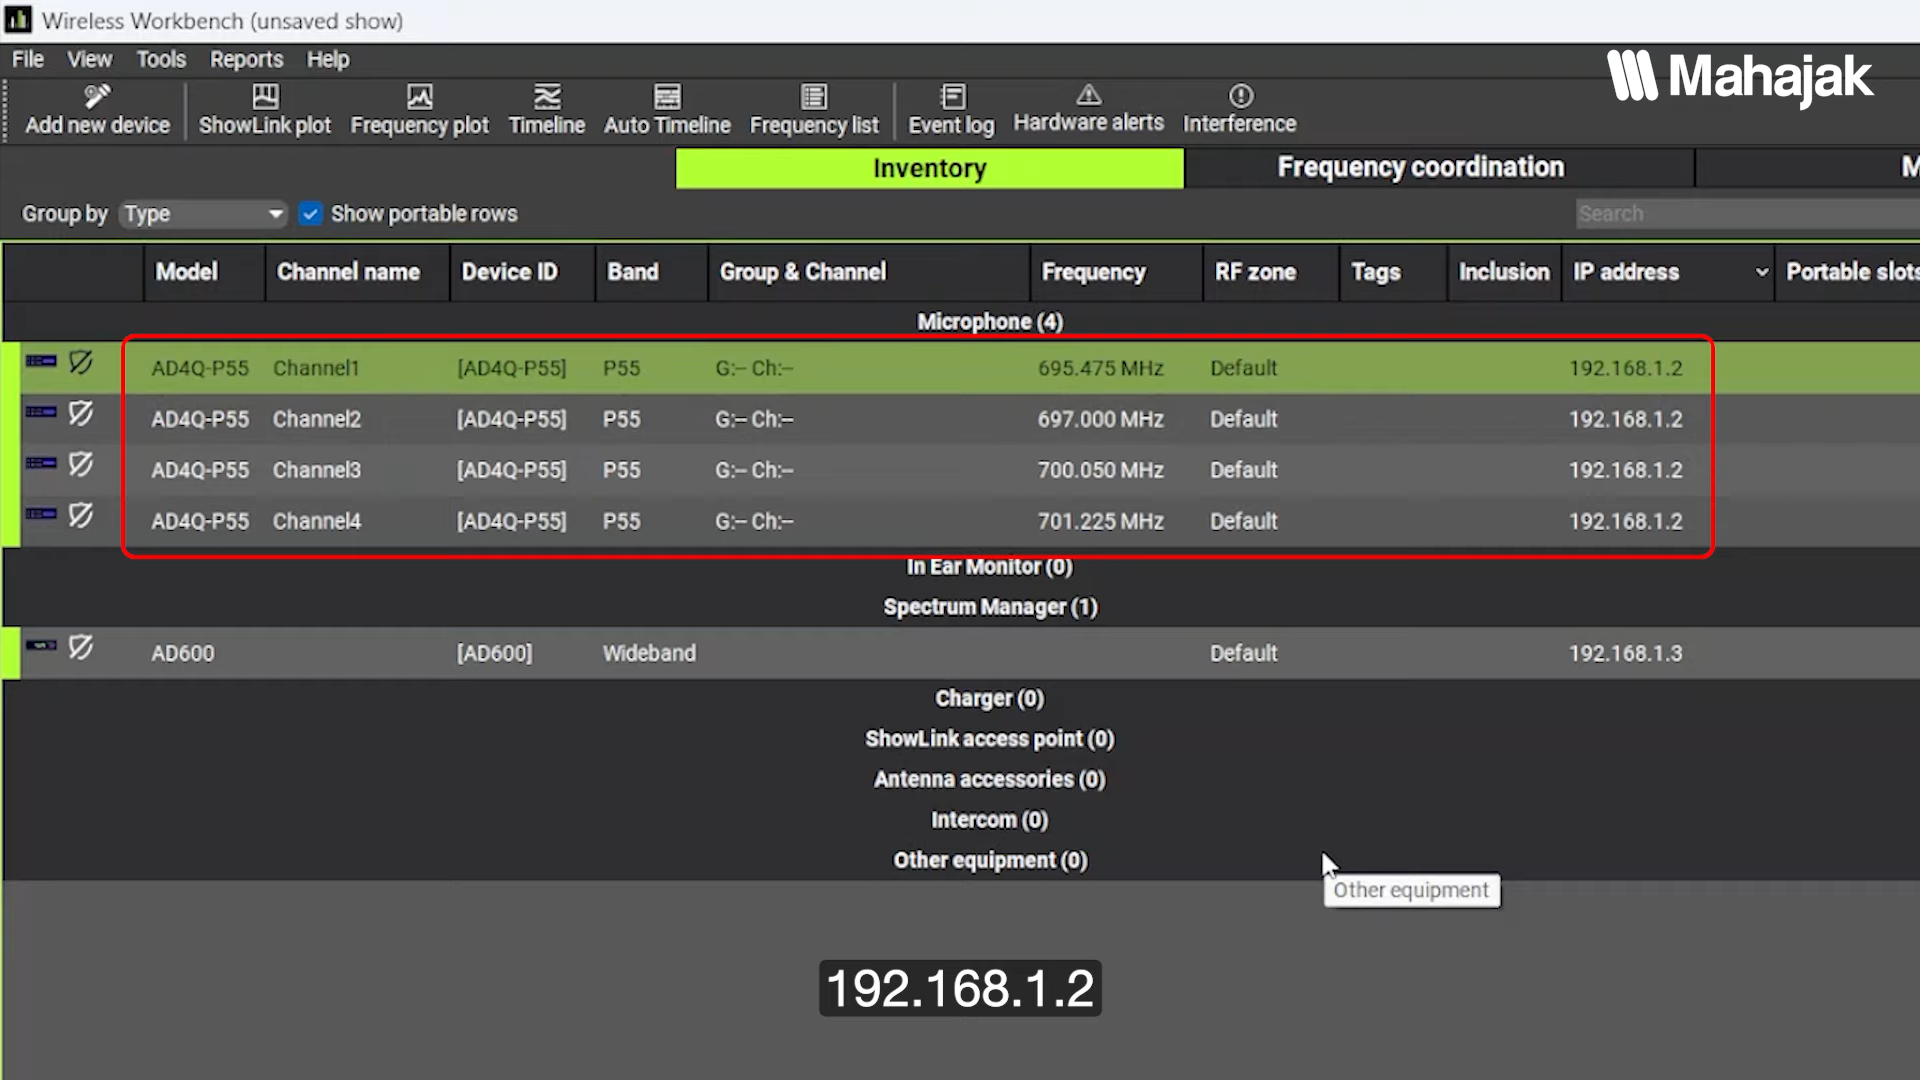 Wireless Workbench (unsaved show)
File View Tools Reports Help
Mahajak
Add new device ShowLink plot Frequency plot Timeline Auto Timeline Frequency list Event log Hardware alerts Interference
Inventory Frequency coordination M
Group by Type Show portable rows Search
Model Channel name Device ID Band Group & Channel Frequency RF zone Tags Inclusion IP address Portable slots
Microphone (4)
AD4Q-P55 Channel1 [AD4Q-P55] P55 G:-- Ch:-- 695.475 MHz Default 192.168.1.2
AD4Q-P55 Channel2 [AD4Q-P55] P55 G:-- Ch:-- 697.000 MHz Default 192.168.1.2
AD4Q-P55 Channel3 [AD4Q-P55] P55 G:-- Ch:-- 700.050 MHz Default 192.168.1.2
AD4Q-P55 Channel4 [AD4Q-P55] P55 G:-- Ch:-- 701.225 MHz Default 192.168.1.2
In Ear Monitor (0)
Spectrum Manager (1)
AD600 [AD600] Wideband Default 192.168.1.3
Charger (0)
ShowLink access point (0)
Antenna accessories (0)
Intercom (0)
Other equipment (0)
Other equipment
192.168.1.2